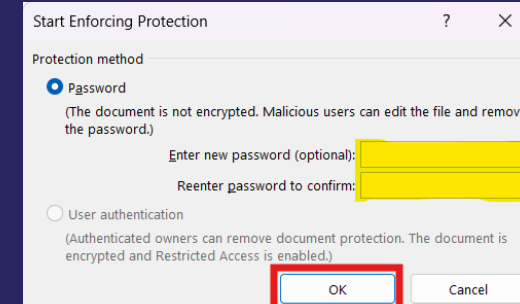 Start Enforcing Protection ? X
Protection method
Password
(The document is not encrypted. Malicious users can edit the file and remov
the password.)
Enter new password (optional):
Reenter password to confirm:
User authentication
(Authenticated owners can remove document protection. The document is
encrypted and Restricted Access is enabled.)
OK Cancel